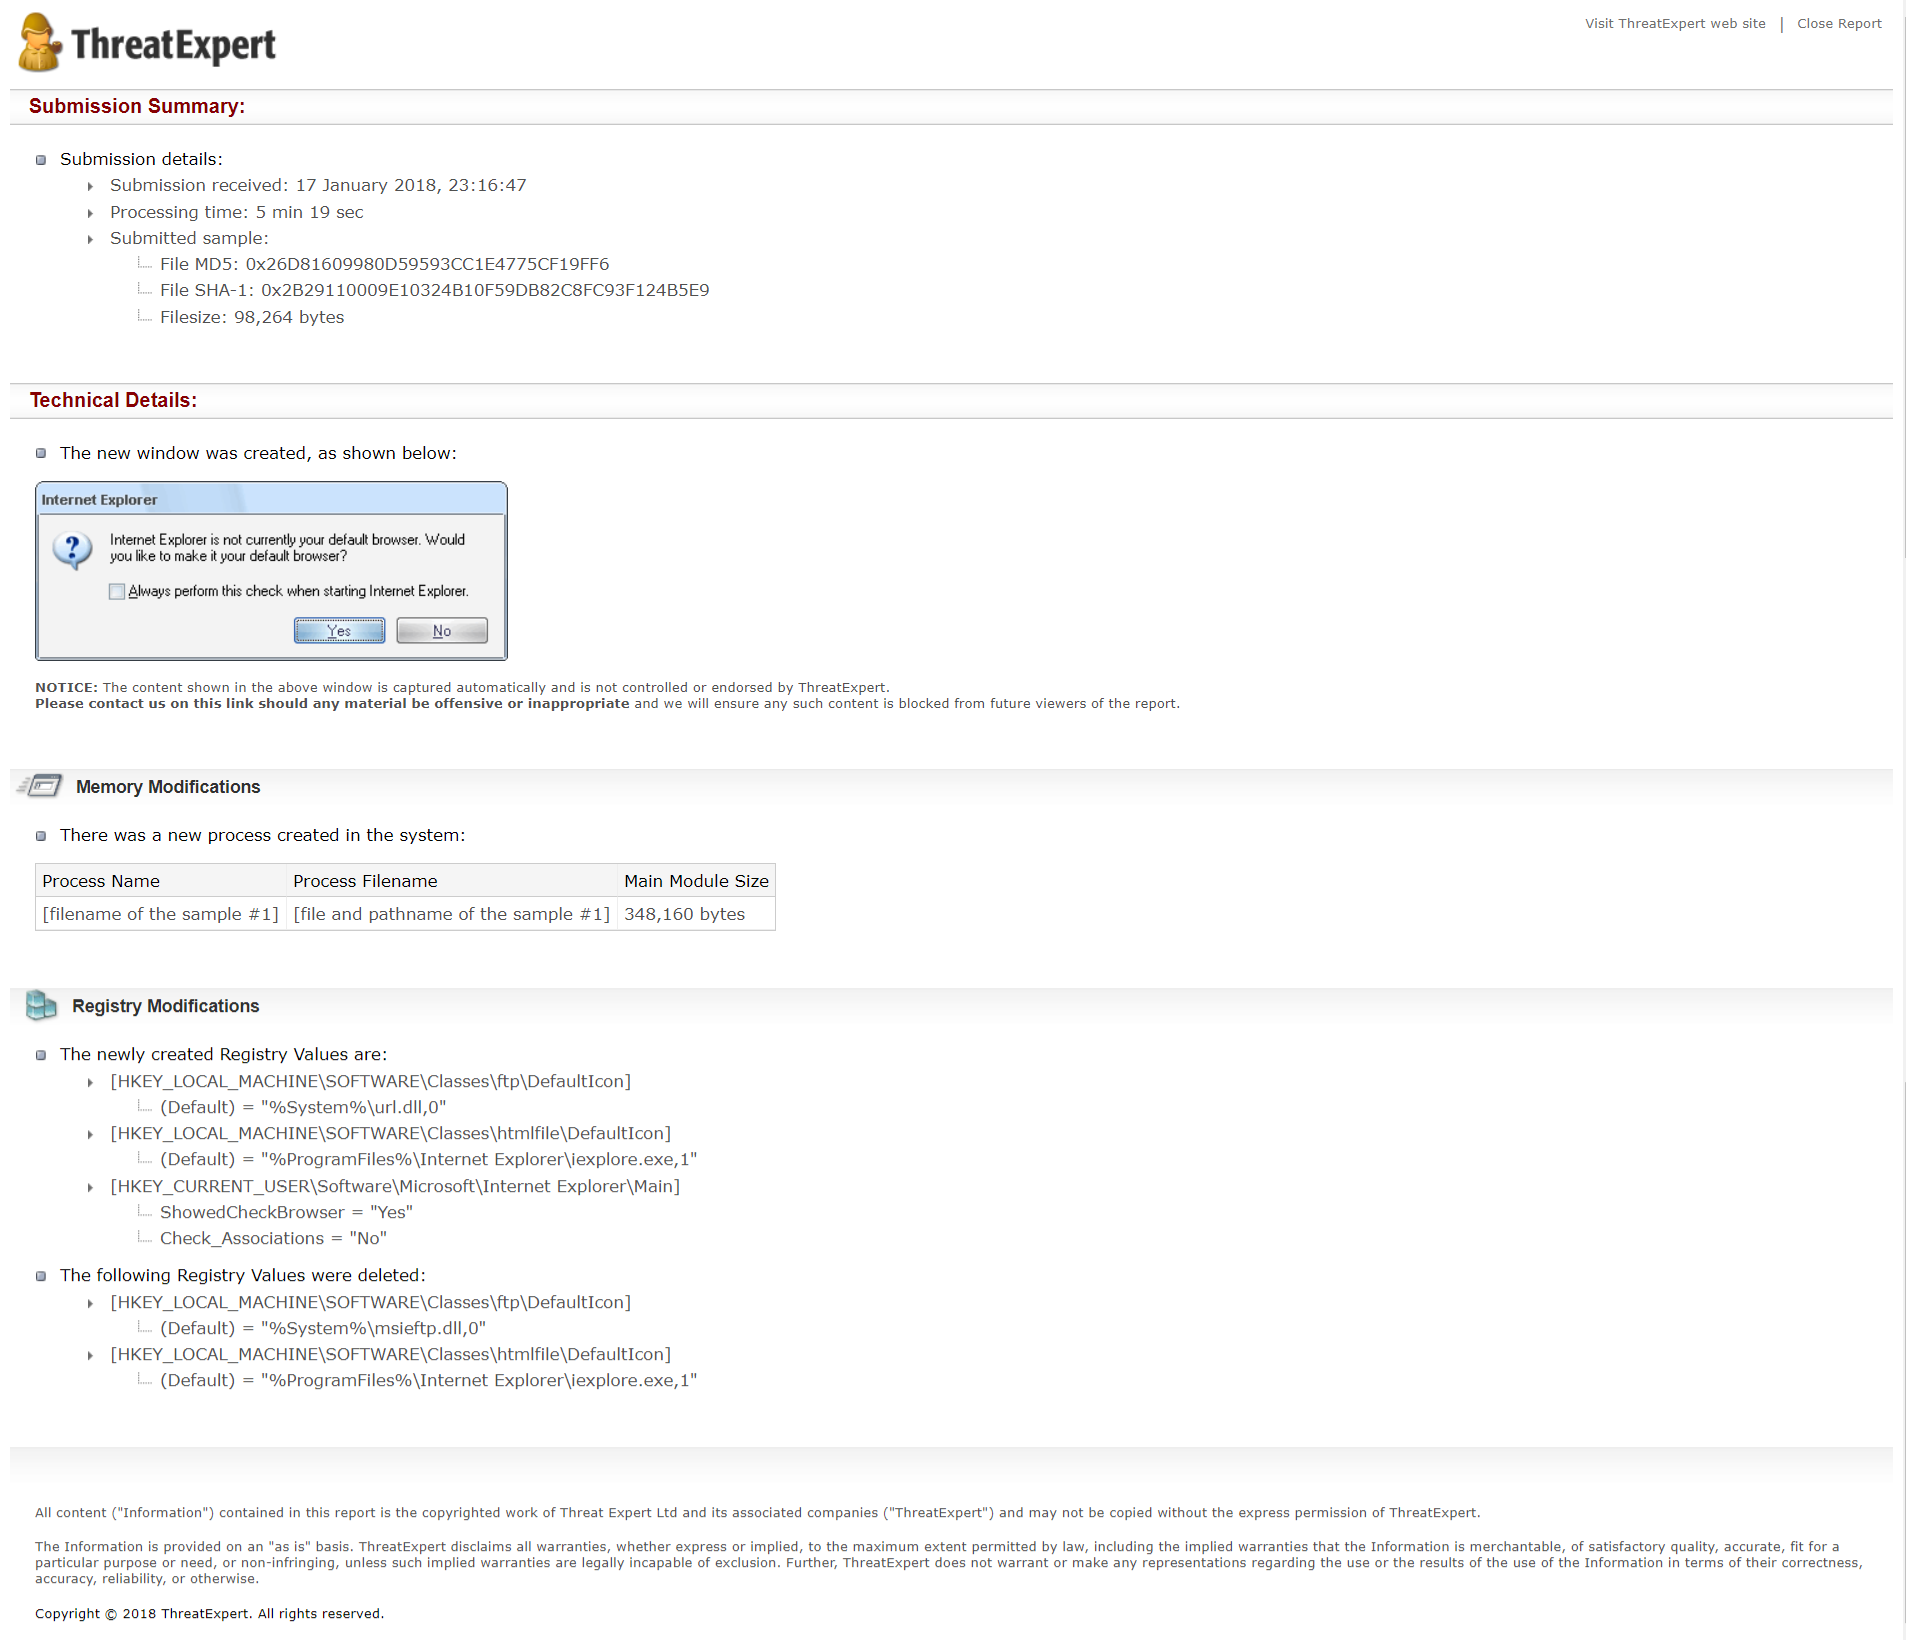 ThreatExpert
Visit ThreatExpert web site | Close Report
Submission Summary:
Submission details:
Submission received: 17 January 2018, 23:16:47
Processing time: 5 min 19 sec
Submitted sample:
File MD5: 0x26D81609980D59593CC1E4775CF19FF6
File SHA-1: 0x2B29110009E10324B10F59DB82C8FC93F124B5E9
Filesize: 98,264 bytes
Technical Details:
The new window was created, as shown below:
Internet Explorer
Internet Explorer is not currently your default browser. Would
you like to make it your default browser?
Always perform this check when starting Internet Explorer.
Yes No
NOTICE: The content shown in the above window is captured automatically and is not controlled or endorsed by ThreatExpert.
Please contact us on this link should any material be offensive or inappropriate and we will ensure any such content is blocked from future viewers of the report.
Memory Modifications
There was a new process created in the system:
Process Name Process Filename Main Module Size
[filename of the sample #1] [file and pathname of the sample #1] 348,160 bytes
Registry Modifications
The newly created Registry Values are:
[HKEY_LOCAL_MACHINE\SOFTWARE\Classes\ftp\DefaultIcon]
(Default) = "%System%\url.dll,0"
[HKEY_LOCAL_MACHINE\SOFTWARE\Classes\htmlfile\DefaultIcon]
(Default) = "%ProgramFiles%\Internet Explorer\iexplore.exe,1"
[HKEY_CURRENT_USER\Software\Microsoft\Internet Explorer\Main]
ShowedCheckBrowser = "Yes"
Check_Associations = "No"
The following Registry Values were deleted:
[HKEY_LOCAL_MACHINE\SOFTWARE\Classes\ftp\DefaultIcon]
(Default) = "%System%\msieftp.dll,0"
[HKEY_LOCAL_MACHINE\SOFTWARE\Classes\htmlfile\DefaultIcon]
(Default) = "%ProgramFiles%\Internet Explorer\iexplore.exe,1"
All content ("Information") contained in this report is the copyrighted work of Threat Expert Ltd and its associated companies ("ThreatExpert") and may not be copied without the express permission of ThreatExpert.
The Information is provided on an "as is" basis. ThreatExpert disclaims all warranties, whether express or implied, to the maximum extent permitted by law, including the implied warranties that the Information is merchantable, of satisfactory quality, accurate, fit for a
particular purpose or need, or non-infringing, unless such implied warranties are legally incapable of exclusion. Further, ThreatExpert does not warrant or make any representations regarding the use or the results of the use of the Information in terms of their correctness,
accuracy, reliability, or otherwise.
Copyright © 2018 ThreatExpert. All rights reserved.